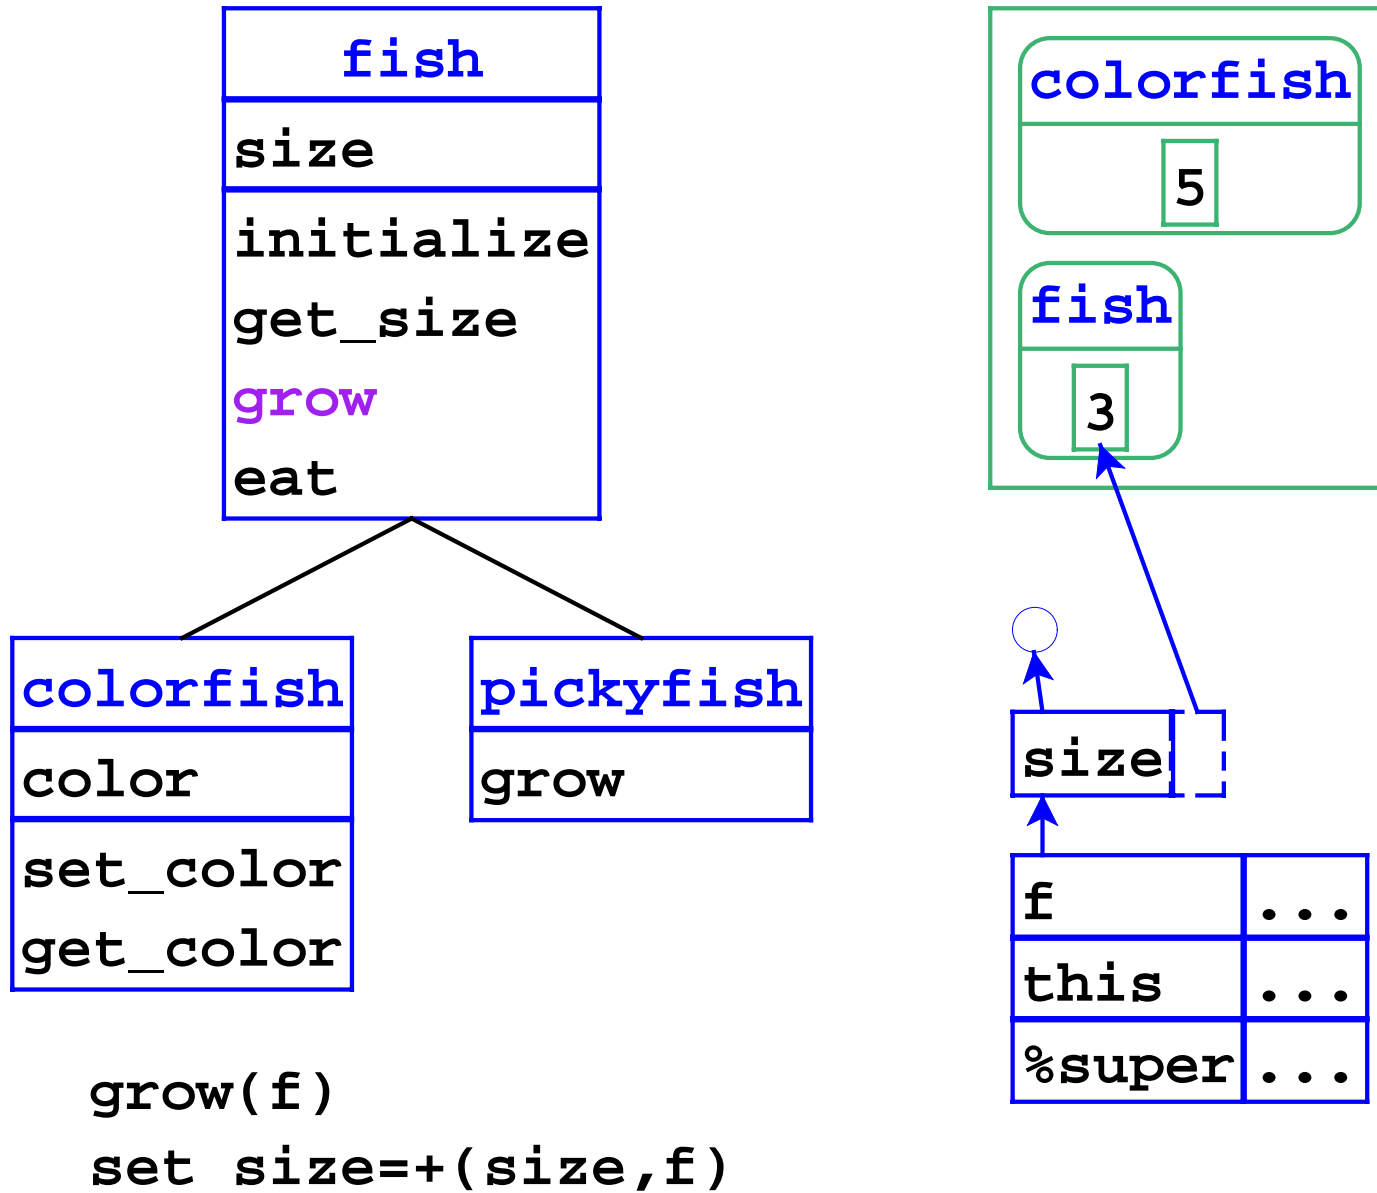 fish
size
initialize
get_size
grow
eat
colorfish
color
set_color
get_color
pickyfish
grow
grow(f)
set size=+(size,f)
colorfish
5
fish
3
size
f ...
this ...
%super ...